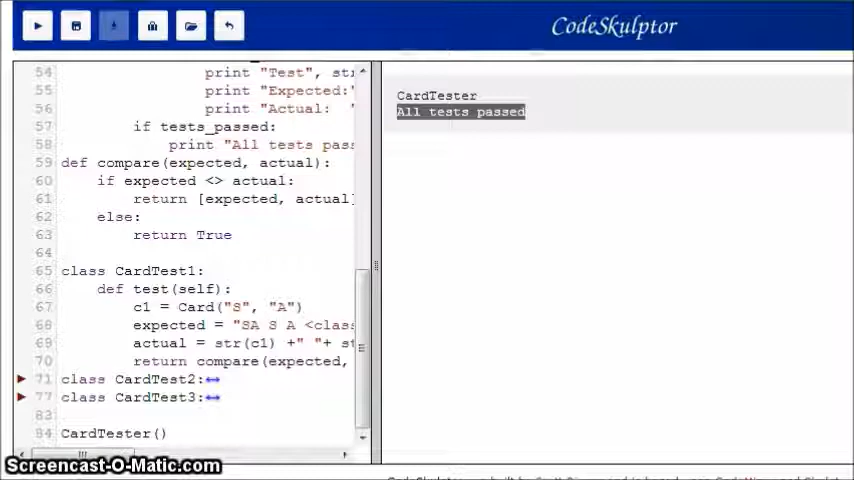 CodeSkulptor
54 print "Test", str
55 print "Expected:"
56 print "Actual: "
57 if tests_passed:
58 print "All tests pass
59 def compare(expected, actual):
60 if expected <> actual:
61 return [expected, actual]
62 else:
63 return True
64
65 class CardTest1:
66 def test(self):
67 c1 = Card("S", "A")
68 expected = "SA S A <class
69 actual = str(c1) +" "+ st
70 return compare(expected,
71 class CardTest2:
77 class CardTest3:
83
84 CardTester()
CardTester
All tests passed
Screencast-O-Matic.com